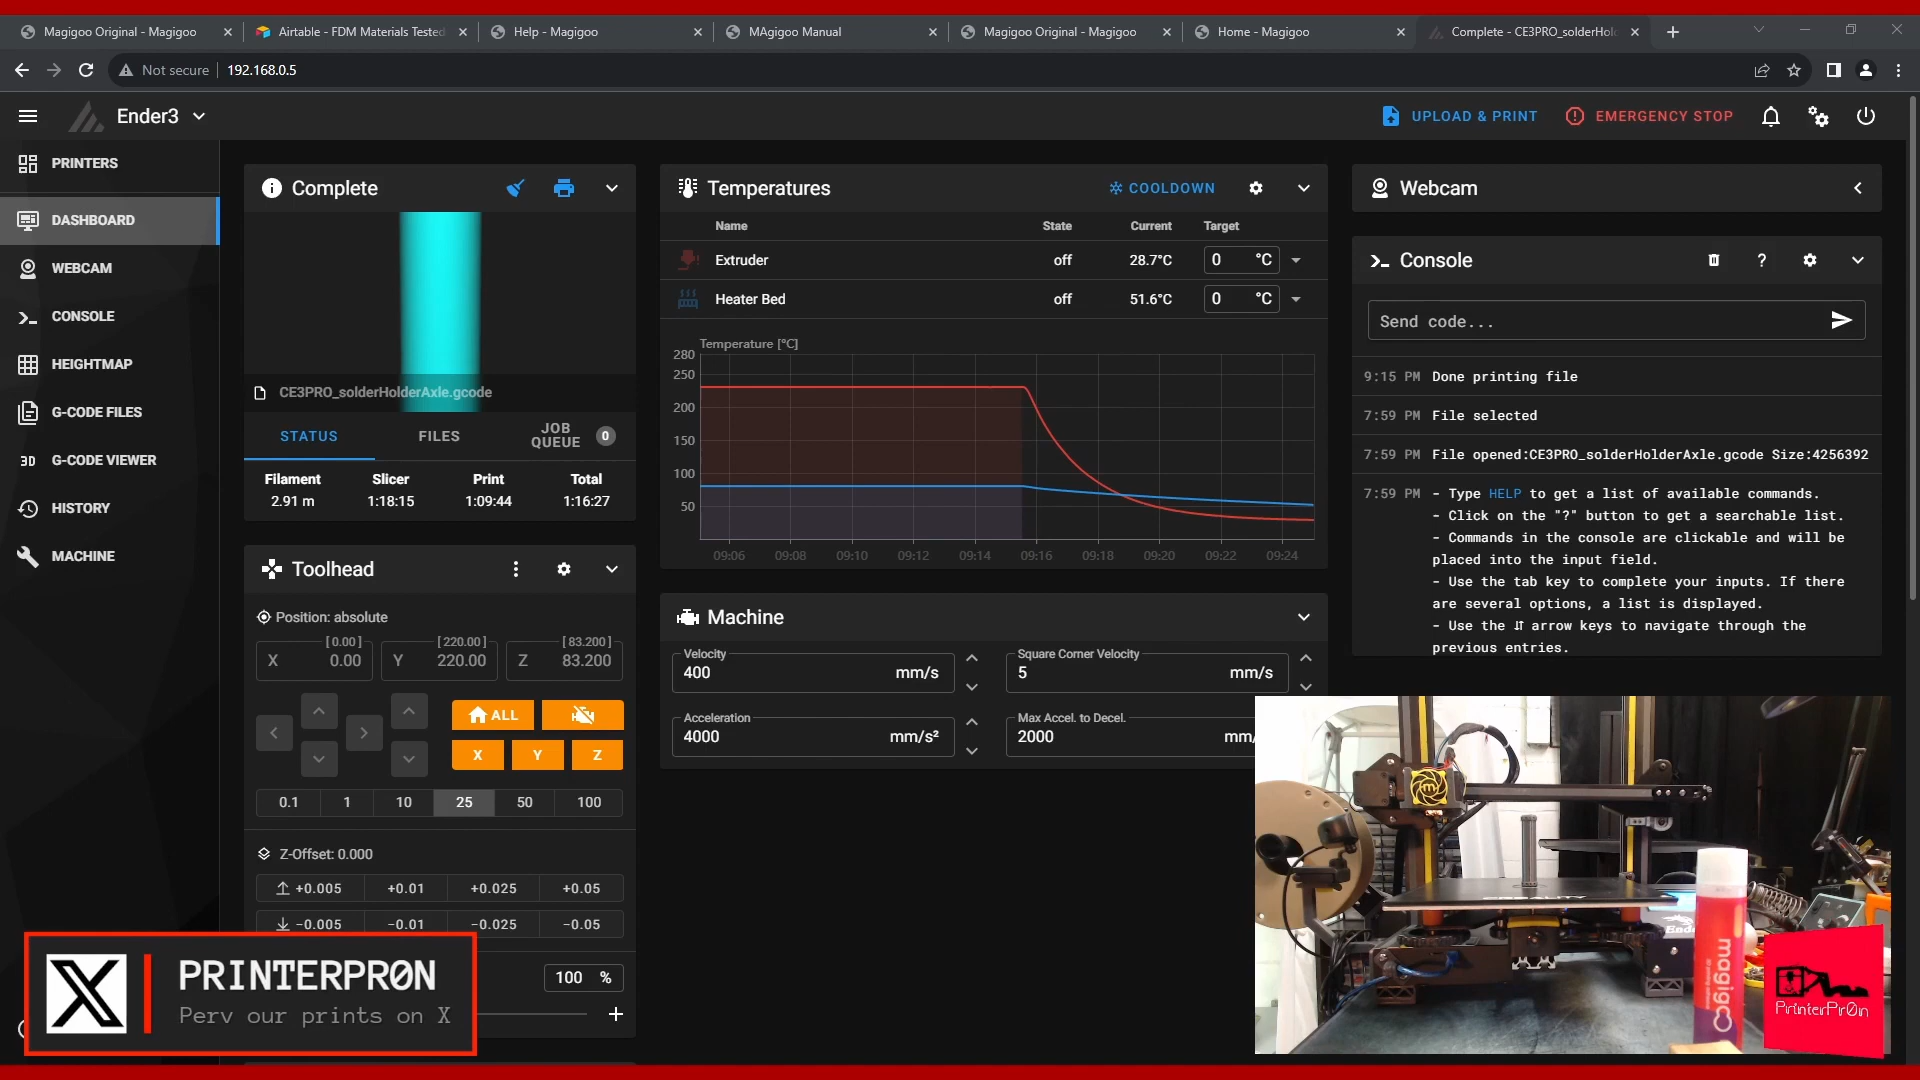 Magigoo Original - Magigoo
Airtable - FDM Materials Tested
Help - Magigoo
MAgigoo Manual
Magigoo Original - Magigoo
Home - Magigoo
Complete - CE3PRO_solderHol
Not secure
192.168.0.5
Ender3
UPLOAD & PRINT
EMERGENCY STOP
PRINTERS
DASHBOARD
WEBCAM
CONSOLE
HEIGHTMAP
G-CODE FILES
3D G-CODE VIEWER
HISTORY
MACHINE
Complete
CE3PRO_solderHolderAxle.gcode
STATUS
FILES
JOB QUEUE
0
Filament Slicer Print Total
2.91 m 1:18:15 1:09:44 1:16:27
Toolhead
Position: absolute
[ 0.00] [ 220.00] [ 83.200]
X 0.00 Y 220.00 Z 83.200
ALL
X Y Z
0.1 1 10 25 50 100
Z-Offset: 0.000
+0.005 +0.01 +0.025 +0.05
−0.005 −0.01 −0.025 −0.05
100 %
Temperatures
COOLDOWN
Name State Current Target
Extruder off 28.7°C 0 °C
Heater Bed off 51.6°C 0 °C
Temperature [°C]
280
250
200
150
100
50
09:06 09:08 09:10 09:12 09:14 09:16 09:18 09:20 09:22 09:24
Machine
Velocity
400 mm/s
Square Corner Velocity
5 mm/s
Acceleration
4000 mm/s²
Max Accel. to Decel.
2000 mm/
Webcam
Console
?
Send code...
9:15 PM Done printing file
7:59 PM File selected
7:59 PM File opened:CE3PRO_solderHolderAxle.gcode Size:4256392
7:59 PM - Type HELP to get a list of available commands.
- Click on the "?" button to get a searchable list.
- Commands in the console are clickable and will be
placed into the input field.
- Use the tab key to complete your inputs. If there
are several options, a list is displayed.
- Use the ⇵ arrow keys to navigate through the
previous entries.
CREALITY
Ende
magigoo
PrinterPr0n
X
PRINTERPR0N
Perv our prints on X